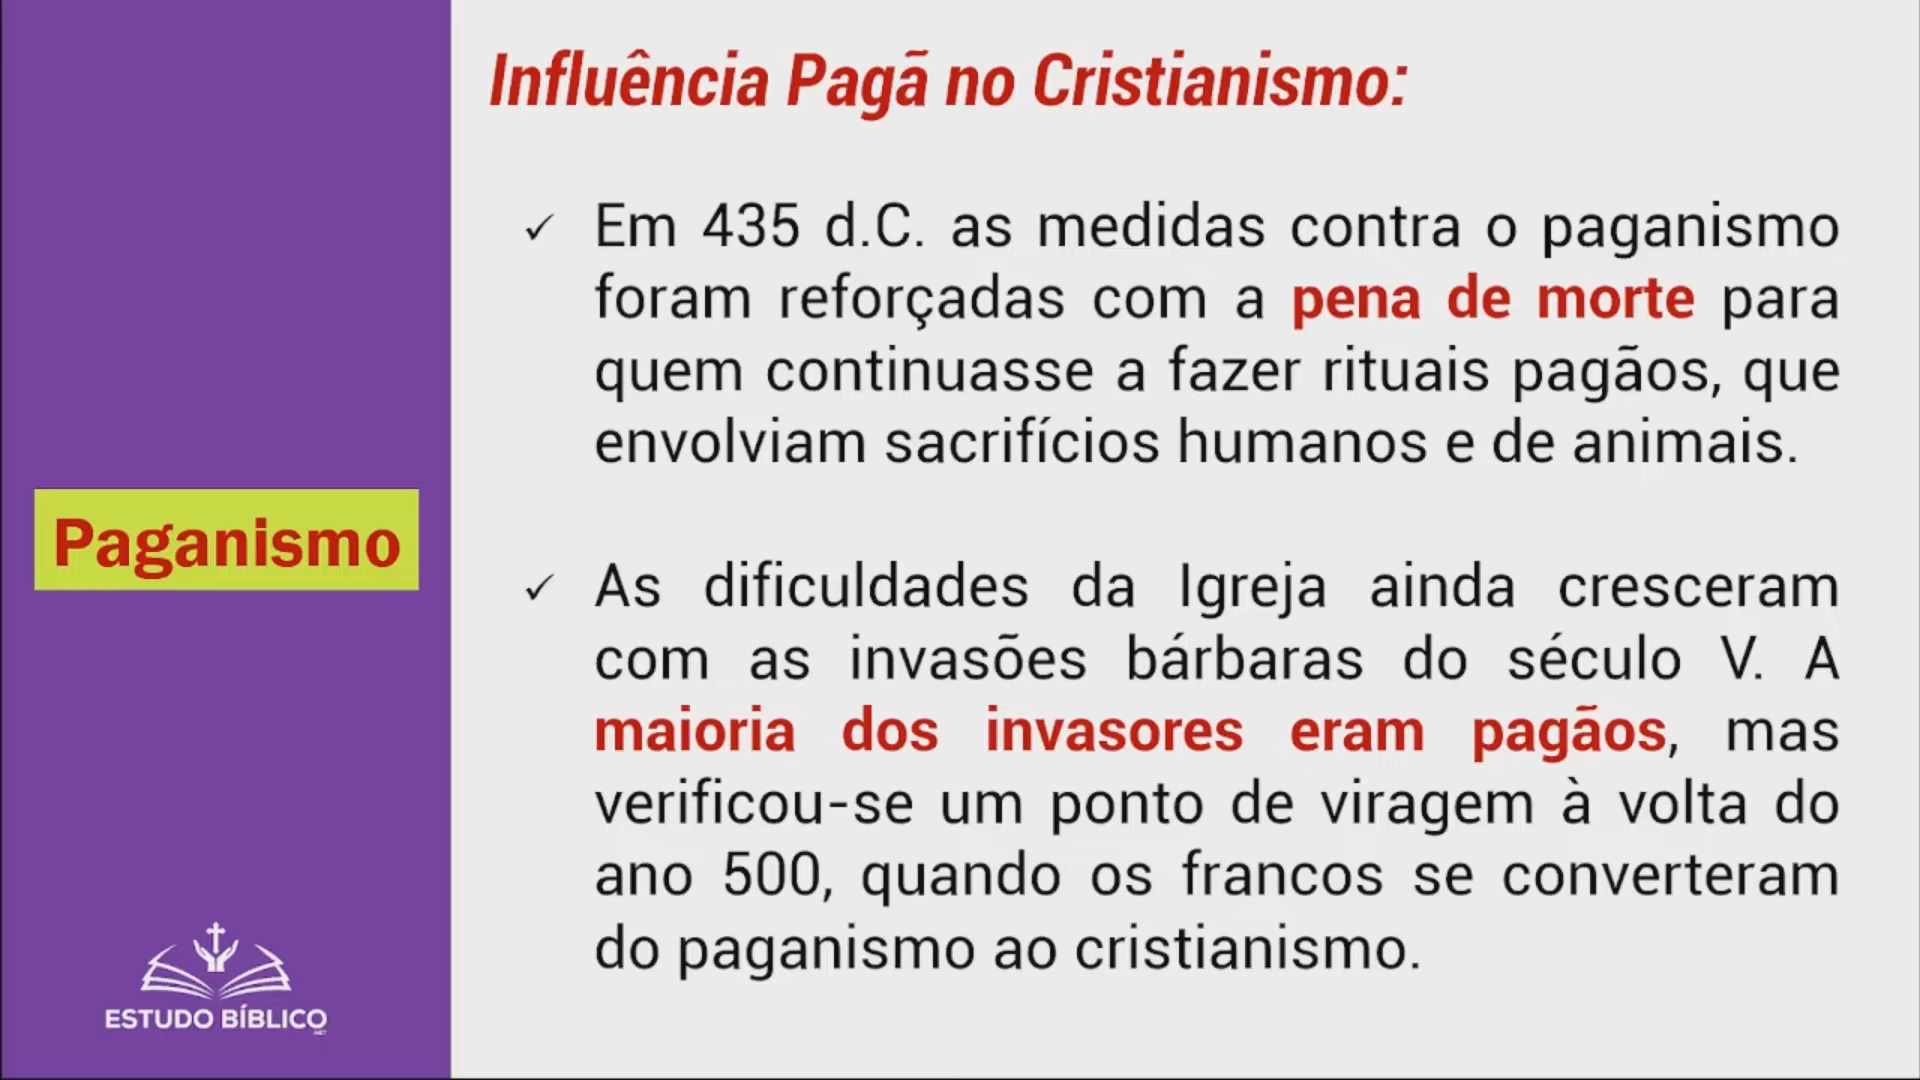 Influência Pagã no Cristianismo:
✓ Em 435 d.C. as medidas contra o paganismo
foram reforçadas com a pena de morte para
quem continuasse a fazer rituais pagãos, que
envolviam sacrifícios humanos e de animais.
✓ As dificuldades da Igreja ainda cresceram
com as invasões bárbaras do século V. A
maioria dos invasores eram pagãos, mas
verificou-se um ponto de viragem à volta do
ano 500, quando os francos se converteram
do paganismo ao cristianismo.
Paganismo
ESTUDO BÍBLICO